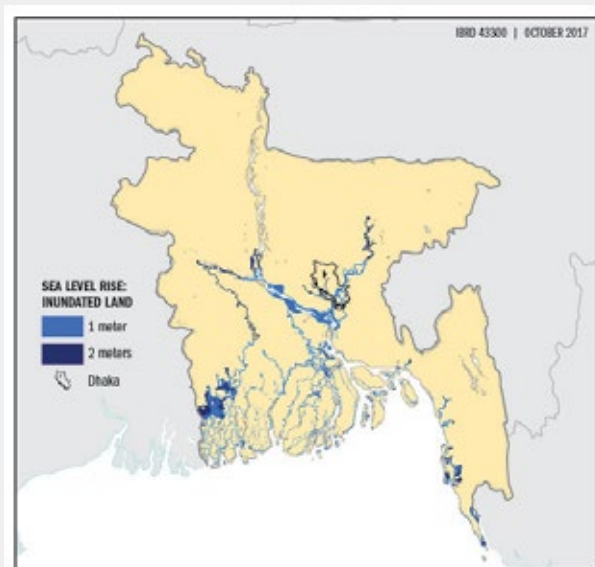 IBRD 43300 | OCTOBER 2017
SEA LEVEL RISE:
INUNDATED LAND
1 meter
2 meters
Dhaka